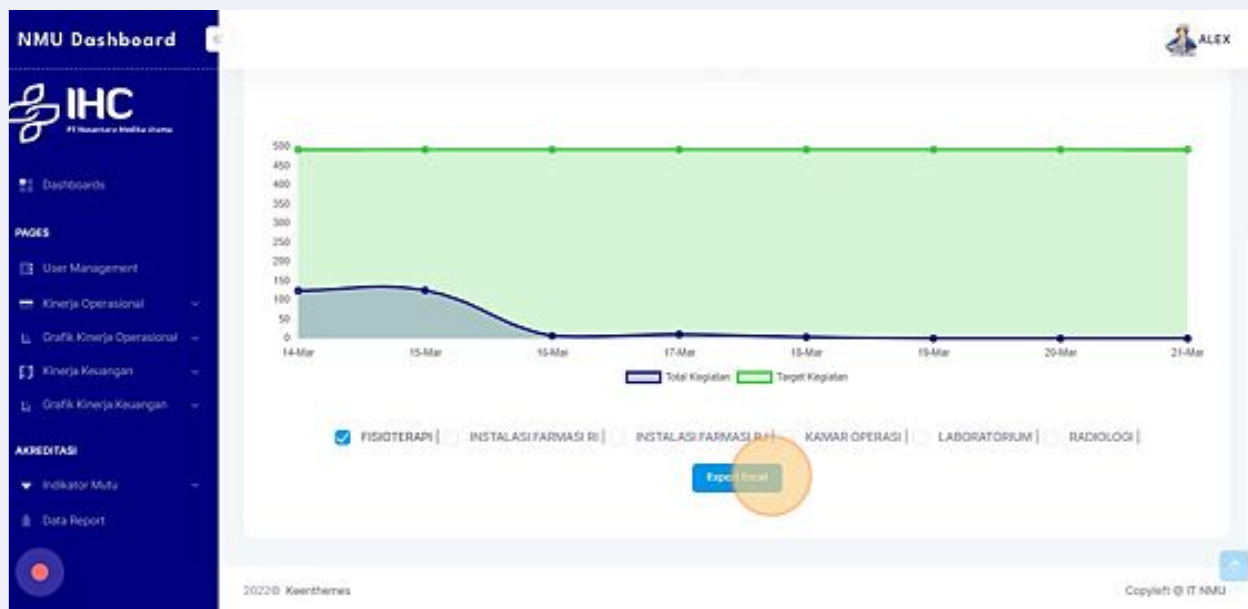 NMU Dashboard
ALEX
IHC
PT Nusantara Medika Utama
Dashboards
PAGES
User Management
Kinerja Operasional
Grafik Kinerja Operasional
Kinerja Keuangan
Grafik Kinerja Keuangan
AKREDITASI
Indikator Mutu
Data Report
500
450
400
350
300
250
200
150
100
50
0
14-Mar 15-Mar 16-Mar 17-Mar 18-Mar 19-Mar 20-Mar 21-Mar
Total Kegiatan Target Kegiatan
FISIOTERAPI | INSTALASI FARMASI RI | INSTALASI FARMASI RJ | KAMAR OPERASI | LABORATORIUM | RADIOLOGI |
Export Excel
2022© Keenthemes
Copyleft @ IT NMU